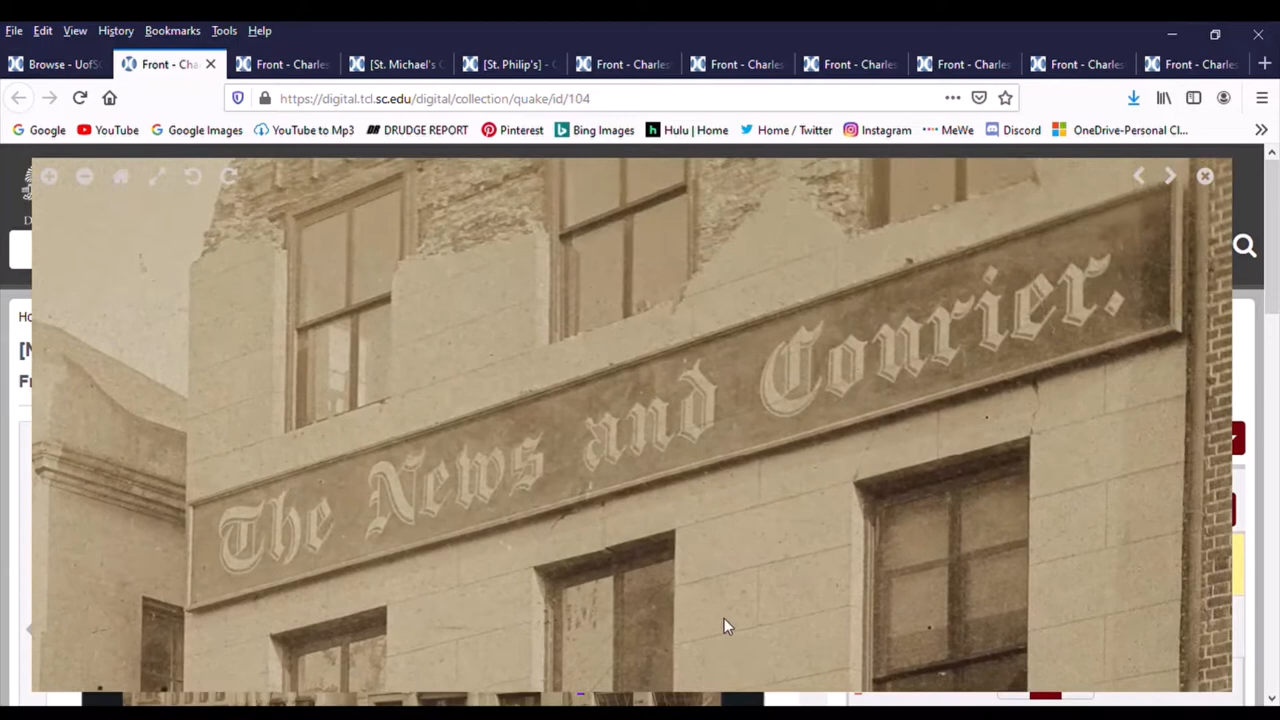 File Edit View History Bookmarks Tools Help
Browse - UofSC
Front - Cha
Front - Charles
[St. Michael's C
[St. Philip's] - C
Front - Charles
Front - Charles
Front - Charles
Front - Charles
Front - Charles
Front - Charles
https://digital.tcl.sc.edu/digital/collection/quake/id/104
Google YouTube Google Images YouTube to Mp3 DRUDGE REPORT Pinterest Bing Images Hulu | Home Home / Twitter Instagram MeWe Discord OneDrive-Personal Cl...
D
Ho
[N
Fr
The News and Courier.